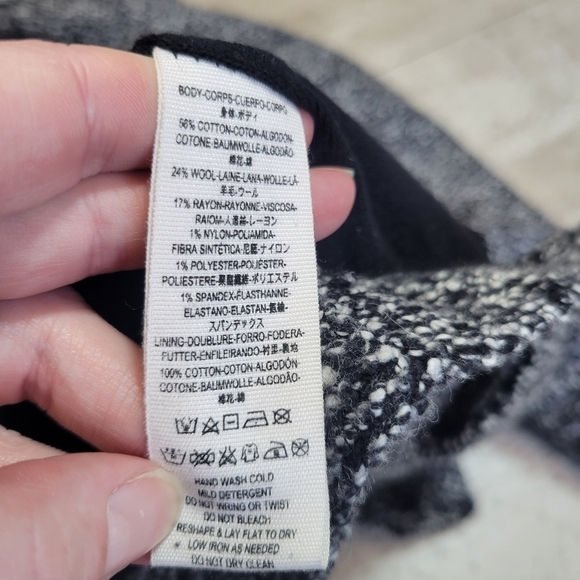 BODY-CORPS-CUERPO-CORPO
身体-ボディ
56% COTTON-COTON-ALGODON-
COTONE-BAUMWOLLE-ALGODÃO
棉花-綿
24% WOOL-LAINE-LANA-WOLLE-LÃ
羊毛-ウール
17% RAYON-RAYONNE-VISCOSA-
RAIOM-人造絲-レーヨン
1% NYLON-POLIAMIDA-
FIBRA SINTÉTICA-尼龍-ナイロン
1% POLYESTER-POLIÉSTER-
POLIESTERE-聚酯纖維-ポリエステル
1% SPANDEX-ÉLASTHANNE-
ELASTANO-ELASTAN-氨綸-
スパンデックス
LINING-DOUBLURE-FORRO-FODERA-
FUTTER-ENFILEIRANDO-衬里-裏地
100% COTTON-COTON-ALGODÓN-
COTONE-BAUMWOLLE-ALGODÃO-
棉花-綿
HAND WASH COLD
MILD DETERGENT
DO NOT WRING OR TWIST
DO NOT BLEACH
RESHAPE & LAY FLAT TO DRY
LOW IRON AS NEEDED
DO NOT DRY CLEAN